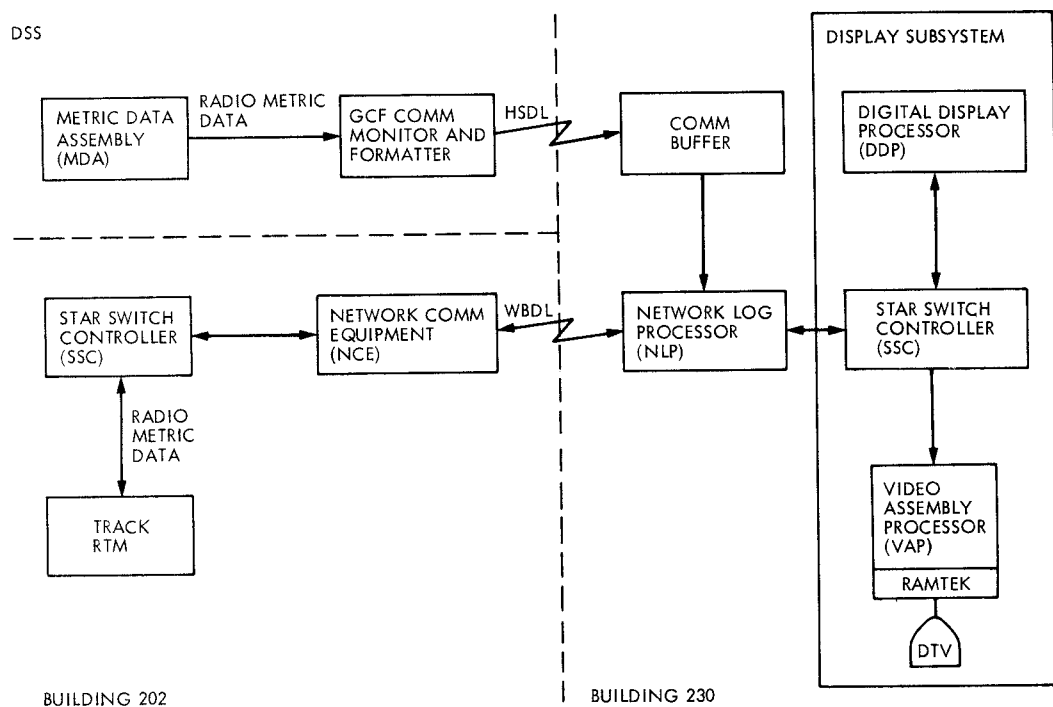 DSS
METRIC DATA
ASSEMBLY
(MDA)
RADIO METRIC
DATA
GCF COMM
MONITOR AND
FORMATTER
HSDL
COMM
BUFFER
DISPLAY SUBSYSTEM
DIGITAL DISPLAY
PROCESSOR
(DDP)
STAR SWITCH
CONTROLLER
(SSC)
NETWORK COMM
EQUIPMENT
(NCE)
WBDL
NETWORK LOG
PROCESSOR
(NLP)
STAR SWITCH
CONTROLLER
(SSC)
RADIO
METRIC
DATA
TRACK
RTM
VIDEO
ASSEMBLY
PROCESSOR
(VAP)
RAMTEK
DTV
BUILDING 202
BUILDING 230